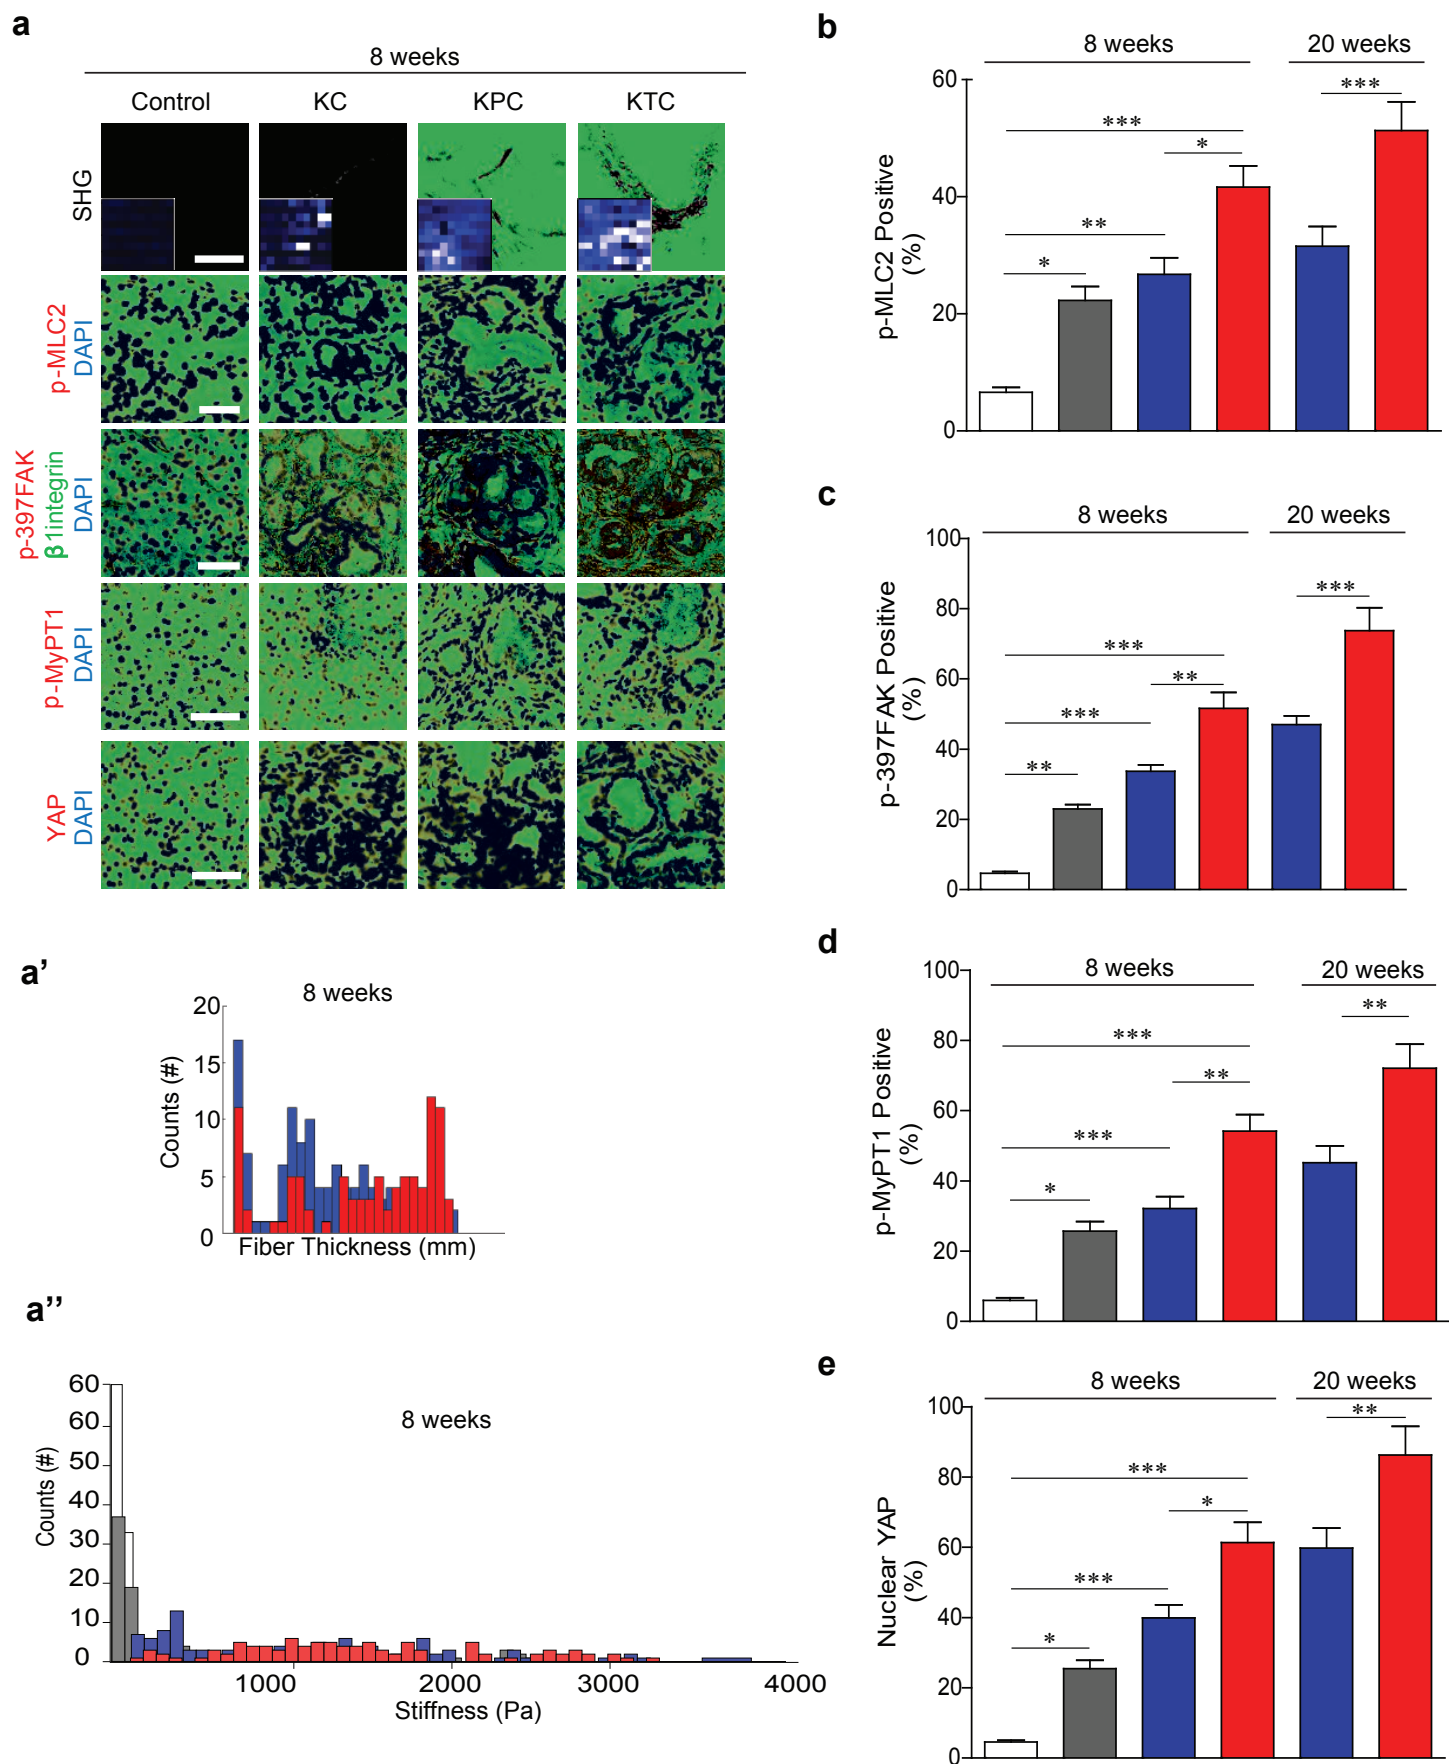 a
8 weeks
Control KC KPC KTC
SHG
p-MLC2
DAPI
p-397FAK
β1integrin
DAPI
p-MyPT1
DAPI
YAP
DAPI
a'
8 weeks
20
15
10
5
0
Counts (#)
Fiber Thickness (mm)
a''
8 weeks
60
60
50
40
30
20
10
0
Counts (#)
1000 2000 3000 4000
Stiffness (Pa)
b
8 weeks 20 weeks
60
40
20
0
p-MLC2 Positive
(%)
***
***
*
**
*
c
8 weeks 20 weeks
100
80
60
40
20
0
p-397FAK Positive
(%)
***
***
**
***
**
d
8 weeks 20 weeks
100
80
60
40
20
0
p-MyPT1 Positive
(%)
**
***
**
***
*
e
8 weeks 20 weeks
100
80
60
40
20
0
Nuclear YAP
(%)
**
***
*
***
*